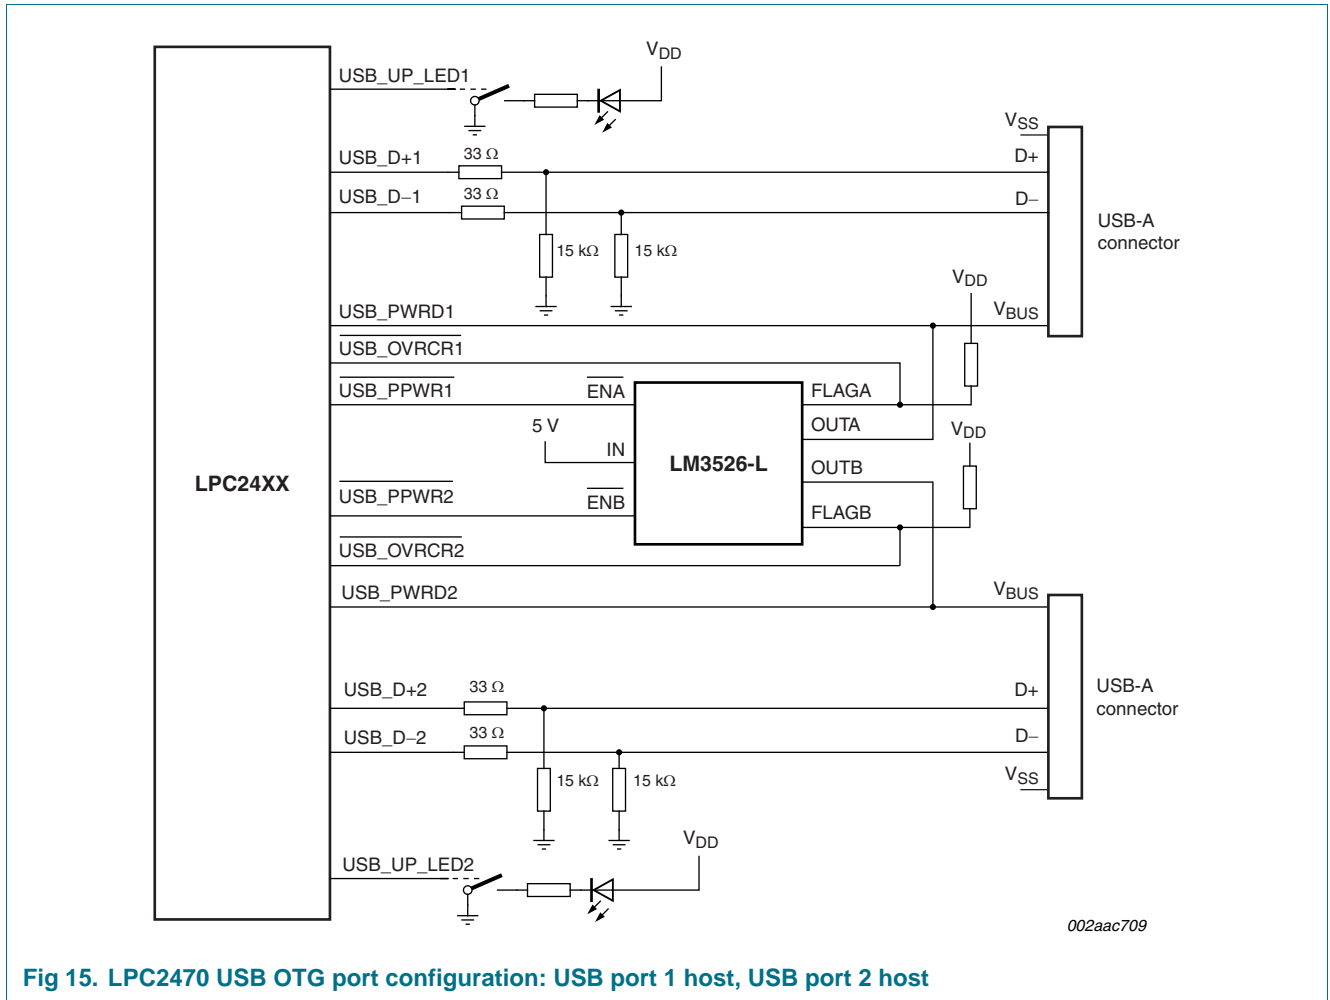 VDD
USB_UP_LED1
VSS
USB_D+1
33 Ω
D+
USB_D−1
33 Ω
D−
USB-A
connector
15 kΩ
15 kΩ
VDD
USB_PWRD1
VBUS
USB_OVRCR1
USB_PPWR1
ENA
FLAGA
5 V
OUTA
VDD
IN
LM3526-L
LPC24XX
OUTB
USB_PPWR2
ENB
FLAGB
USB_OVRCR2
USB_PWRD2
VBUS
USB_D+2
33 Ω
D+
USB-A
connector
USB_D−2
33 Ω
D−
VSS
15 kΩ
15 kΩ
VDD
USB_UP_LED2
002aac709
Fig 15. LPC2470 USB OTG port configuration: USB port 1 host, USB port 2 host